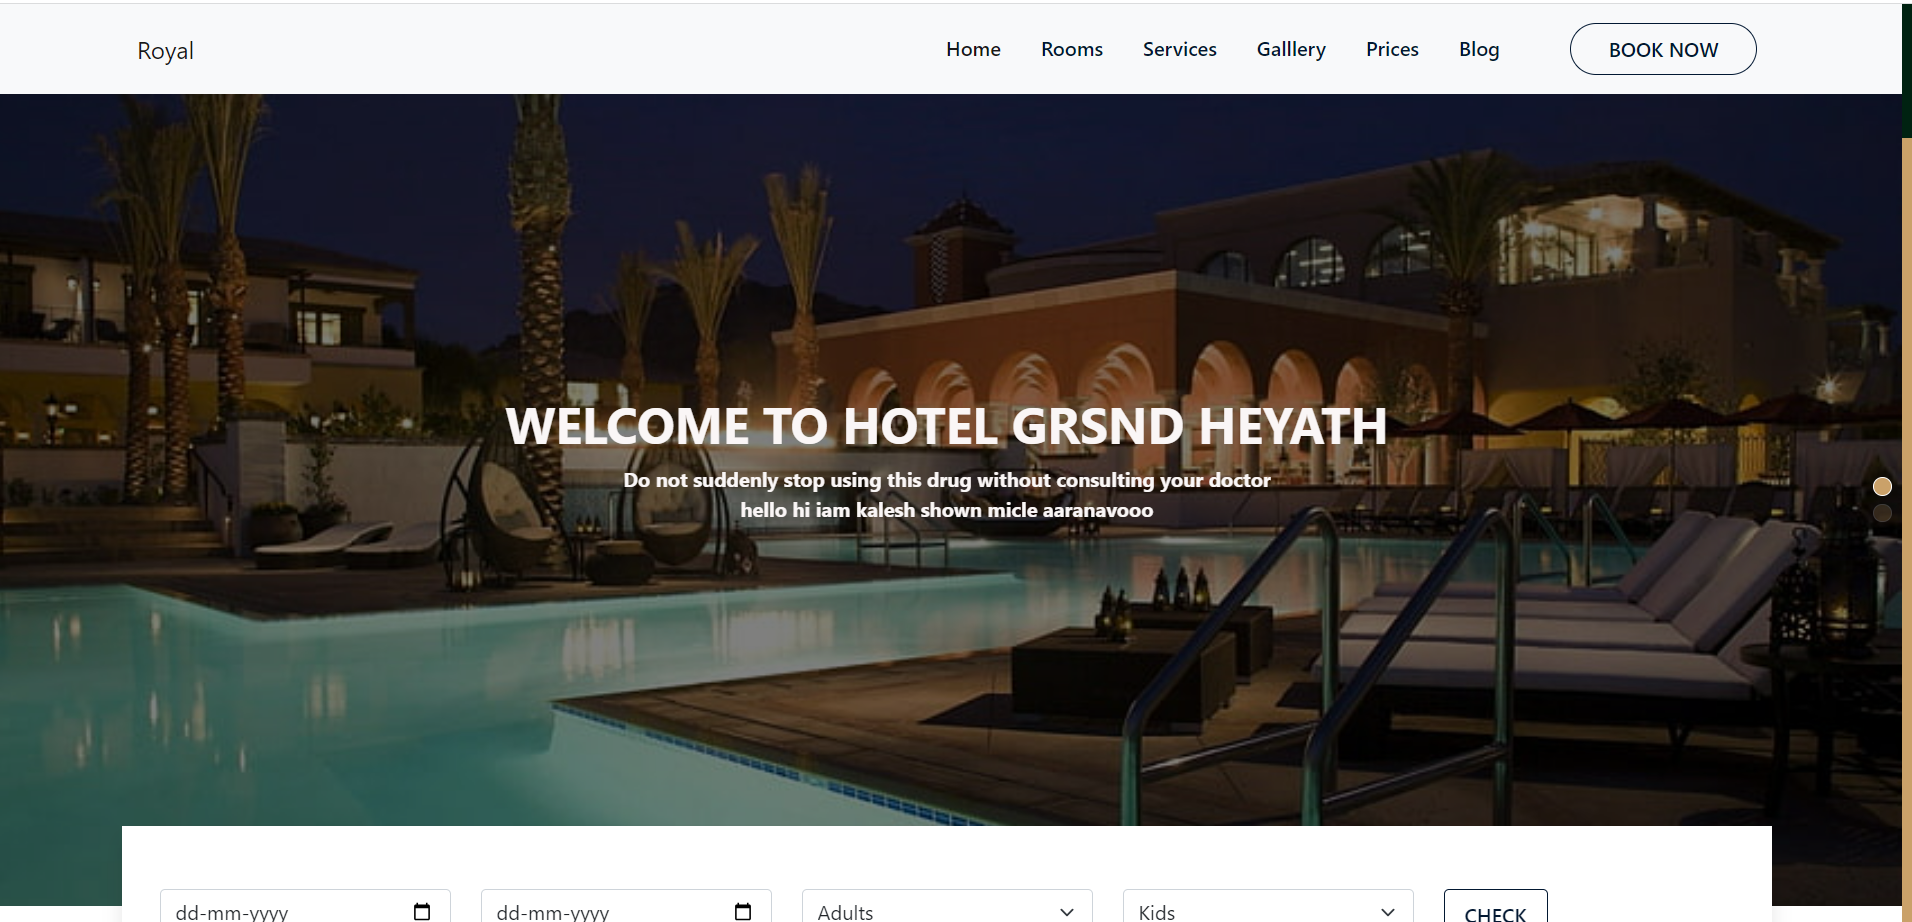 Royal
Home Rooms Services Galllery Prices Blog BOOK NOW
WELCOME TO HOTEL GRSND HEYATH
Do not suddenly stop using this drug without consulting your doctor
hello hi iam kalesh shown micle aaranavooo
dd-mm-yyyy dd-mm-yyyy Adults Kids CHECK